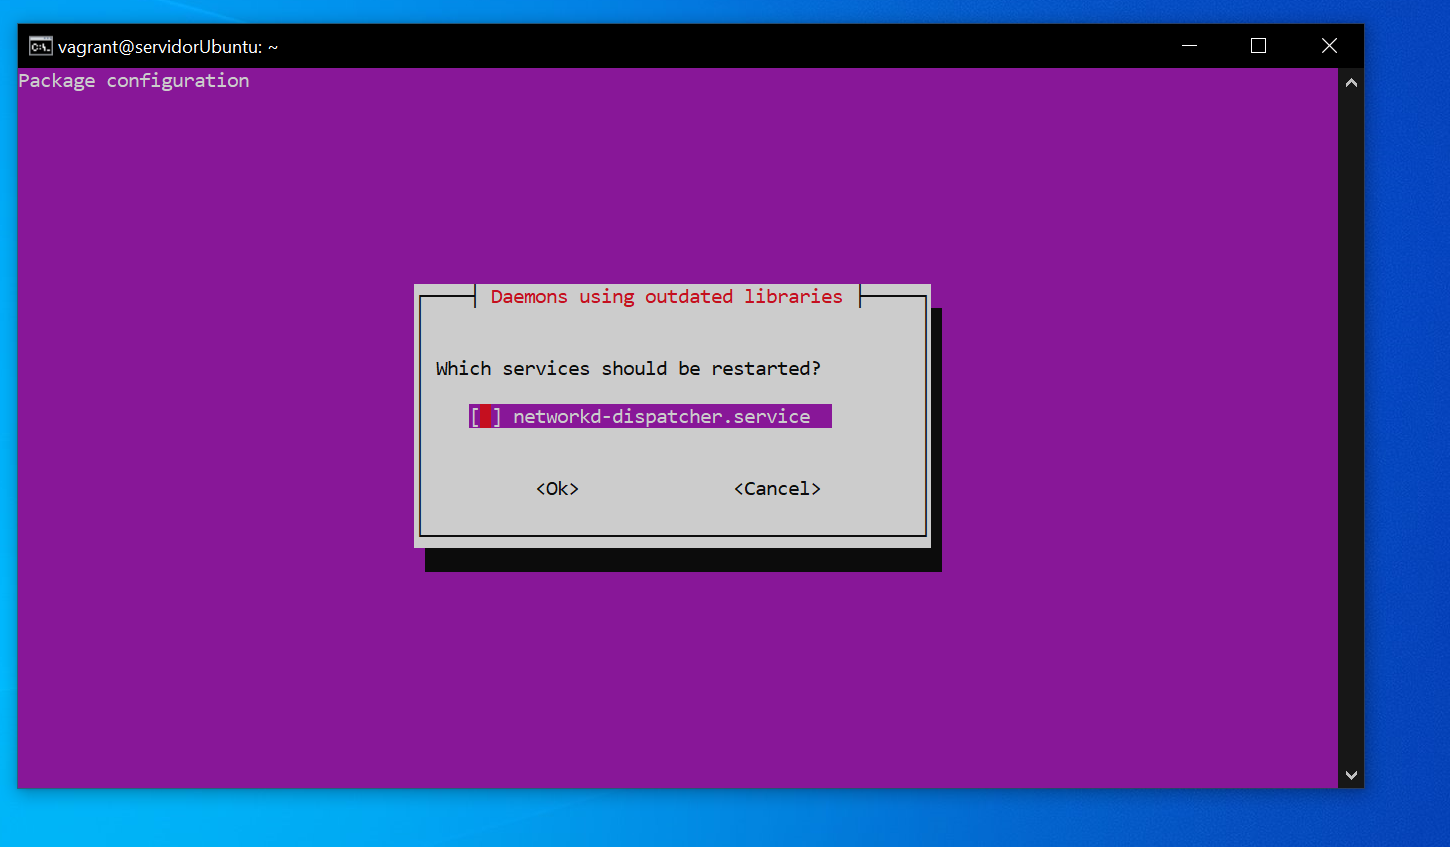 vagrant@servidorUbuntu: ~
Package configuration
Daemons using outdated libraries
Which services should be restarted?
[ ] networkd-dispatcher.service
<Ok> <Cancel>